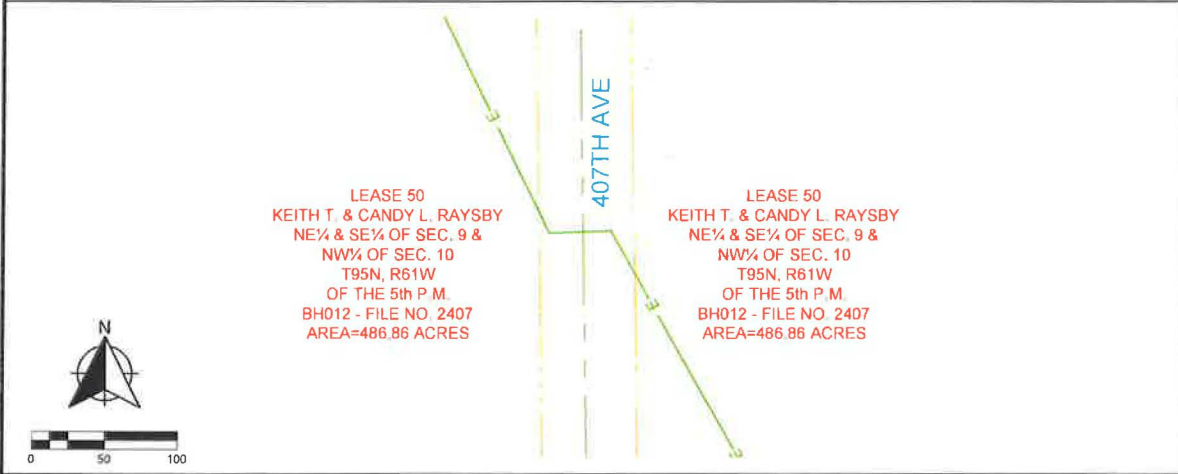 E
407TH AVE
LEASE 50
KEITH T. & CANDY L. RAYSBY
NE¼ & SE¼ OF SEC. 9 &
NW¼ OF SEC. 10
T95N, R61W
OF THE 5th P.M.
BH012 - FILE NO. 2407
AREA=486.86 ACRES
LEASE 50
KEITH T. & CANDY L. RAYSBY
NE¼ & SE¼ OF SEC. 9 &
NW¼ OF SEC. 10
T95N, R61W
OF THE 5th P.M.
BH012 - FILE NO. 2407
AREA=486.86 ACRES
E
N
0 50 100
E